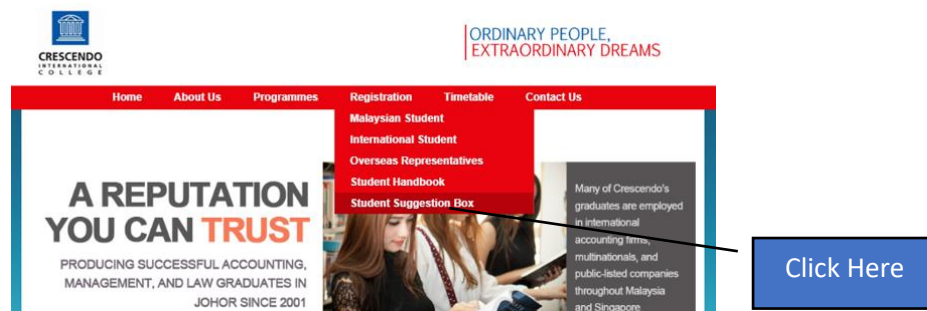 CRESCENDO
INTERNATIONAL
COLLEGE
ORDINARY PEOPLE,
EXTRAORDINARY DREAMS
Home About Us Programmes Registration Timetable Contact Us
Malaysian Student
International Student
Overseas Representatives
Student Handbook
Student Suggestion Box
A REPUTATION
YOU CAN TRUST
PRODUCING SUCCESSFUL ACCOUNTING,
MANAGEMENT, AND LAW GRADUATES IN
JOHOR SINCE 2001
Many of Crescendo's
graduates are employed
in international
accounting firms,
multinationals, and
public-listed companies
throughout Malaysia
and Singapore
Click Here